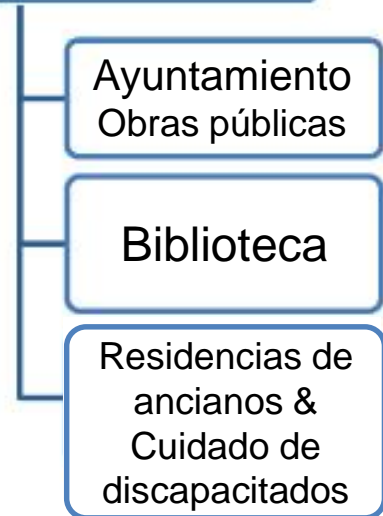 Ayuntamiento
Obras públicas
Biblioteca
Residencias de
ancianos &
Cuidado de
discapacitados